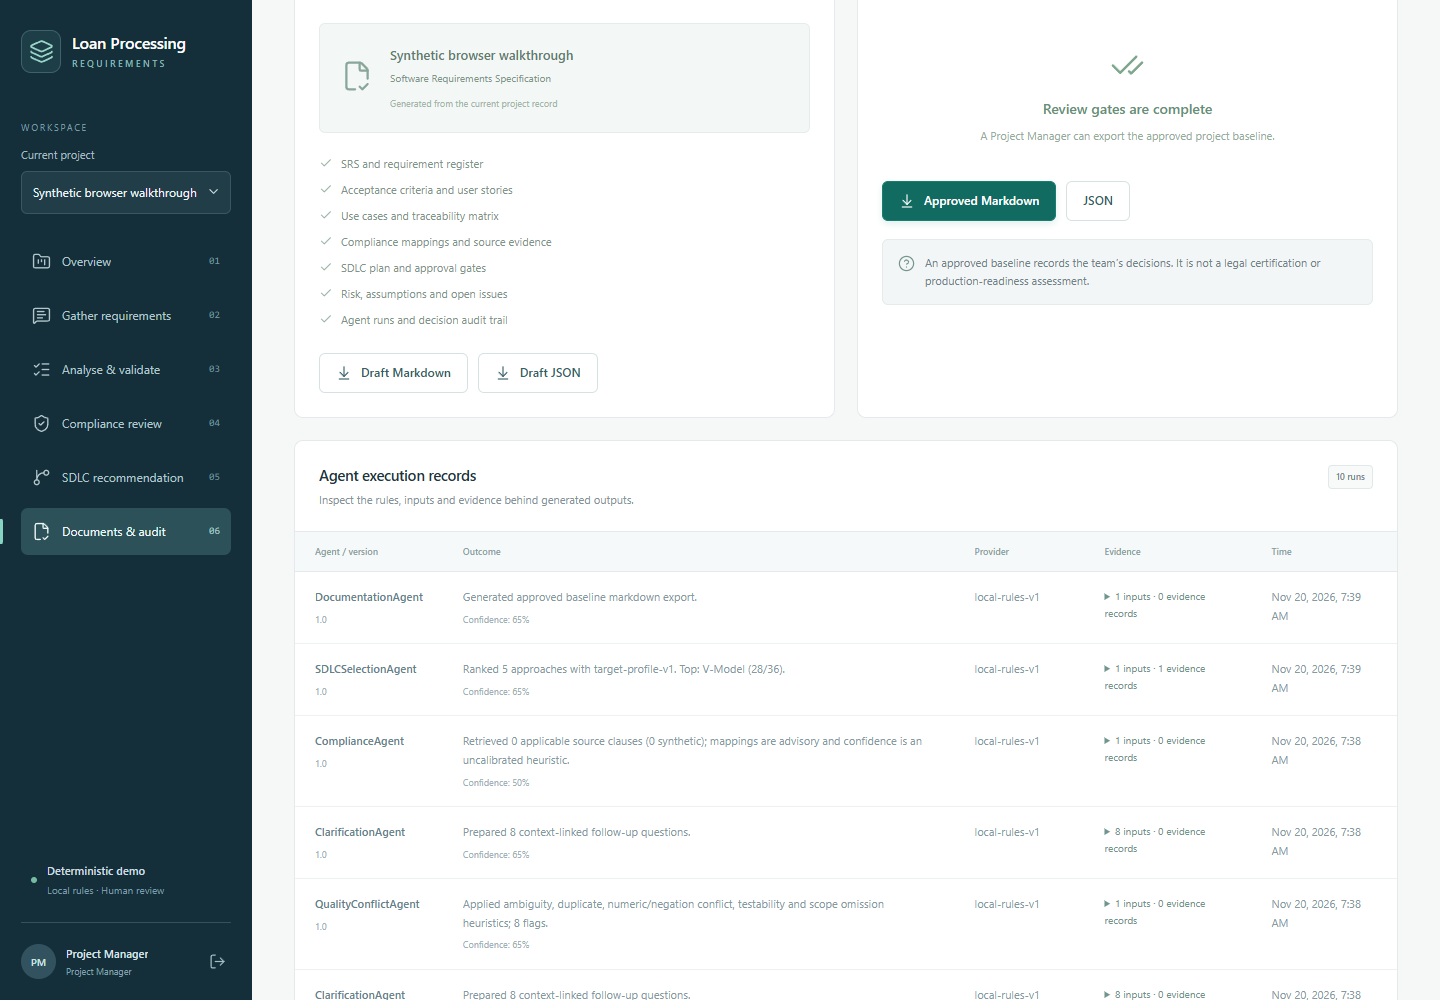 Loan Processing
REQUIREMENTS
WORKSPACE
Current project
Synthetic browser walkthrough
Overview 01
Gather requirements 02
Analyse & validate 03
Compliance review 04
SDLC recommendation 05
Documents & audit 06
Deterministic demo
Local rules · Human review
PM
Project Manager
Project Manager
Synthetic browser walkthrough
Software Requirements Specification
Generated from the current project record
SRS and requirement register
Acceptance criteria and user stories
Use cases and traceability matrix
Compliance mappings and source evidence
SDLC plan and approval gates
Risk, assumptions and open issues
Agent runs and decision audit trail
Draft Markdown
Draft JSON
Review gates are complete
A Project Manager can export the approved project baseline.
Approved Markdown
JSON
An approved baseline records the team's decisions. It is not a legal certification or
production-readiness assessment.
Agent execution records
10 runs
Inspect the rules, inputs and evidence behind generated outputs.
Agent / version Outcome Provider Evidence Time
DocumentationAgent Generated approved baseline markdown export. local-rules-v1 ▶ 1 inputs · 0 evidence Nov 20, 2026, 7:39
1.0 Confidence: 65% records AM
SDLCSelectionAgent Ranked 5 approaches with target-profile-v1. Top: V-Model (28/36). local-rules-v1 ▶ 1 inputs · 1 evidence Nov 20, 2026, 7:39
1.0 Confidence: 65% records AM
ComplianceAgent Retrieved 0 applicable source clauses (0 synthetic); mappings are advisory and confidence is an local-rules-v1 ▶ 1 inputs · 0 evidence Nov 20, 2026, 7:38
1.0 uncalibrated heuristic. records AM
Confidence: 50%
ClarificationAgent Prepared 8 context-linked follow-up questions. local-rules-v1 ▶ 8 inputs · 0 evidence Nov 20, 2026, 7:38
1.0 Confidence: 65% records AM
QualityConflictAgent Applied ambiguity, duplicate, numeric/negation conflict, testability and scope omission local-rules-v1 ▶ 1 inputs · 0 evidence Nov 20, 2026, 7:38
1.0 heuristics; 8 flags. records AM
Confidence: 65%
ClarificationAgent Prepared 8 context-linked follow-up questions. local-rules-v1 ▶ 8 inputs · 0 evidence Nov 20, 2026, 7:38